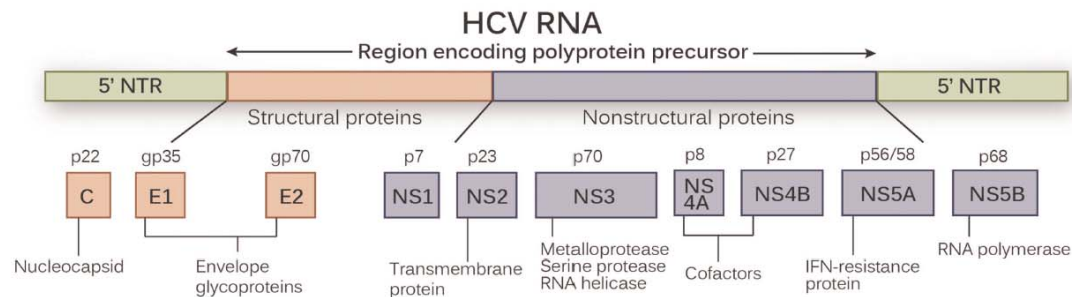 HCV RNA
Region encoding polyprotein precursor
5' NTR
5' NTR
Structural proteins
Nonstructural proteins
p22 gp35 gp70 p7 p23 p70 p8 p27 p56/58 p68
C E1 E2 NS1 NS2 NS3 NS
4A NS4B NS5A NS5B
Nucleocapsid
Envelope
glycoproteins
Transmembrane
protein
Metalloprotease
Serine protease
RNA helicase
Cofactors
IFN-resistance
protein
RNA polymerase